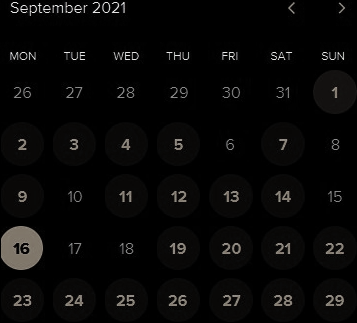 September 2021
MON TUE WED THU FRI SAT SUN
26 27 28 29 30 31 1
2 3 4 5 6 7 8
9 10 11 12 13 14 15
16 17 18 19 20 21 22
23 24 25 26 27 28 29